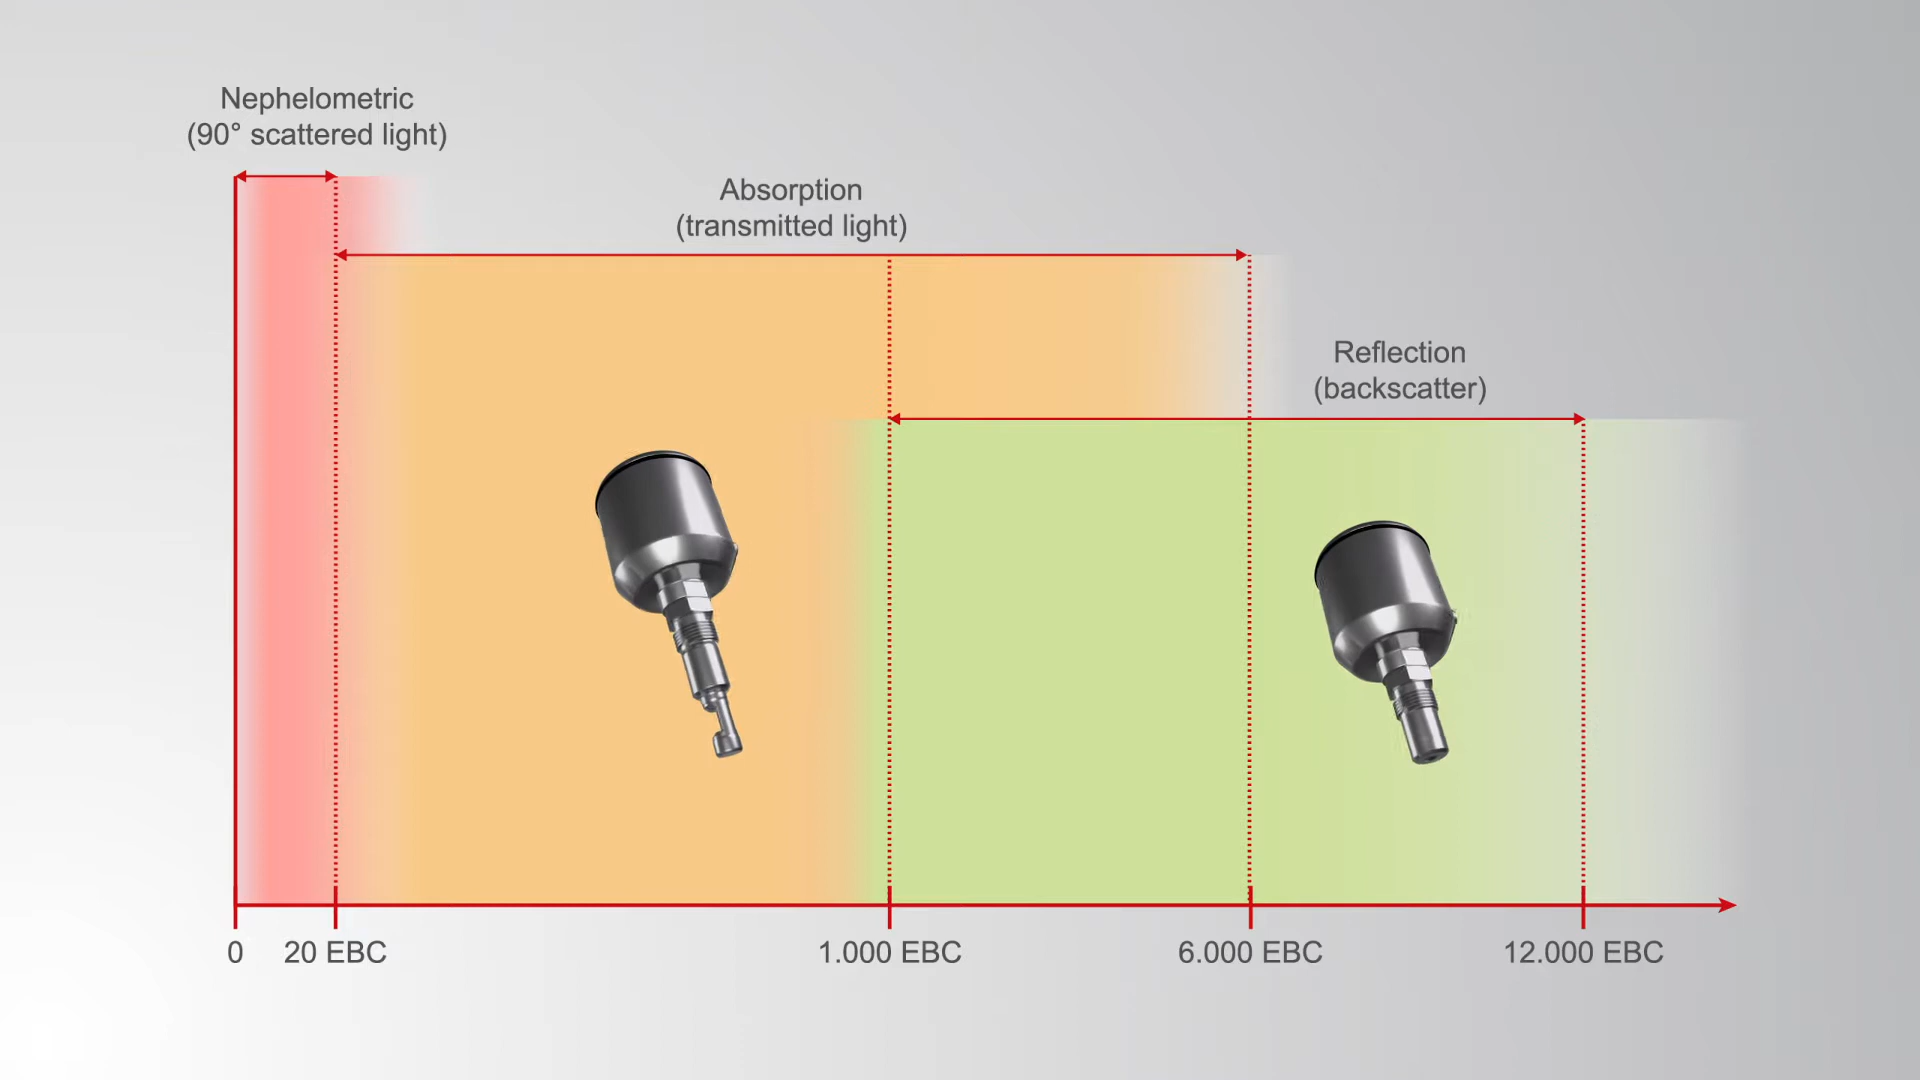 Nephelometric
(90° scattered light)
Absorption
(transmitted light)
Reflection
(backscatter)
0
20 EBC
1.000 EBC
6.000 EBC
12.000 EBC